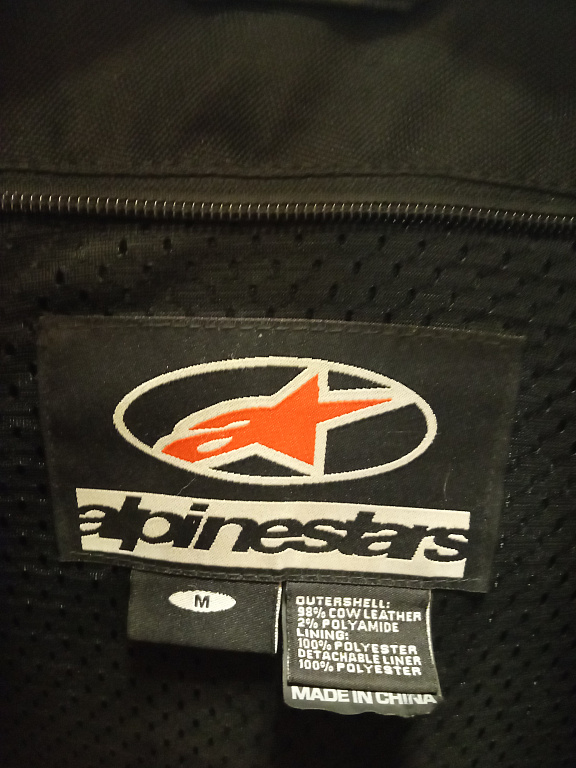 alpinestars
M
OUTERSHELL:
98% COW LEATHER
2% POLYAMIDE
LINING:
100% POLYESTER
DETACHABLE LINER
100% POLYESTER
MADE IN CHINA